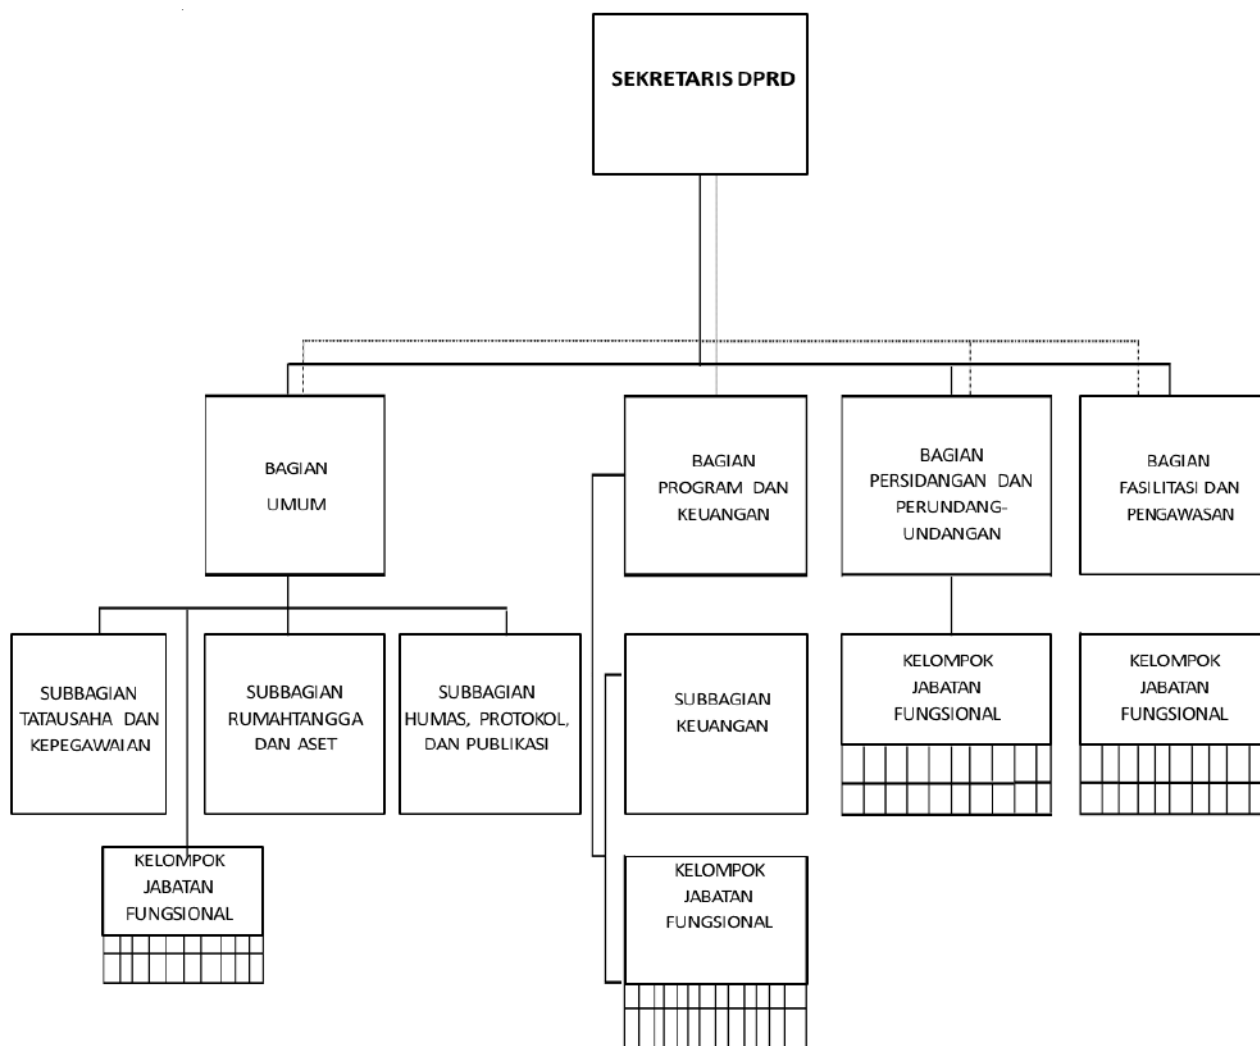 SEKRETARIS DPRD
BAGIAN
UMUM
BAGIAN
PROGRAM DAN
KEUANGAN
BAGIAN
PERSIDANGAN DAN
PERUNDANG-
UNDANGAN
BAGIAN
FASILITASI DAN
PENGAWASAN
SUBBAGIAN
TATAUSAHA DAN
KEPEGAWAIAN
SUBBAGIAN
RUMAHTANGGA
DAN ASET
SUBBAGIAN
HUMAS, PROTOKOL,
DAN PUBLIKASI
SUBBAGIAN
KEUANGAN
KELOMPOK
JABATAN
FUNGSIONAL
KELOMPOK
JABATAN
FUNGSIONAL
KELOMPOK
JABATAN
FUNGSIONAL
KELOMPOK
JABATAN
FUNGSIONAL